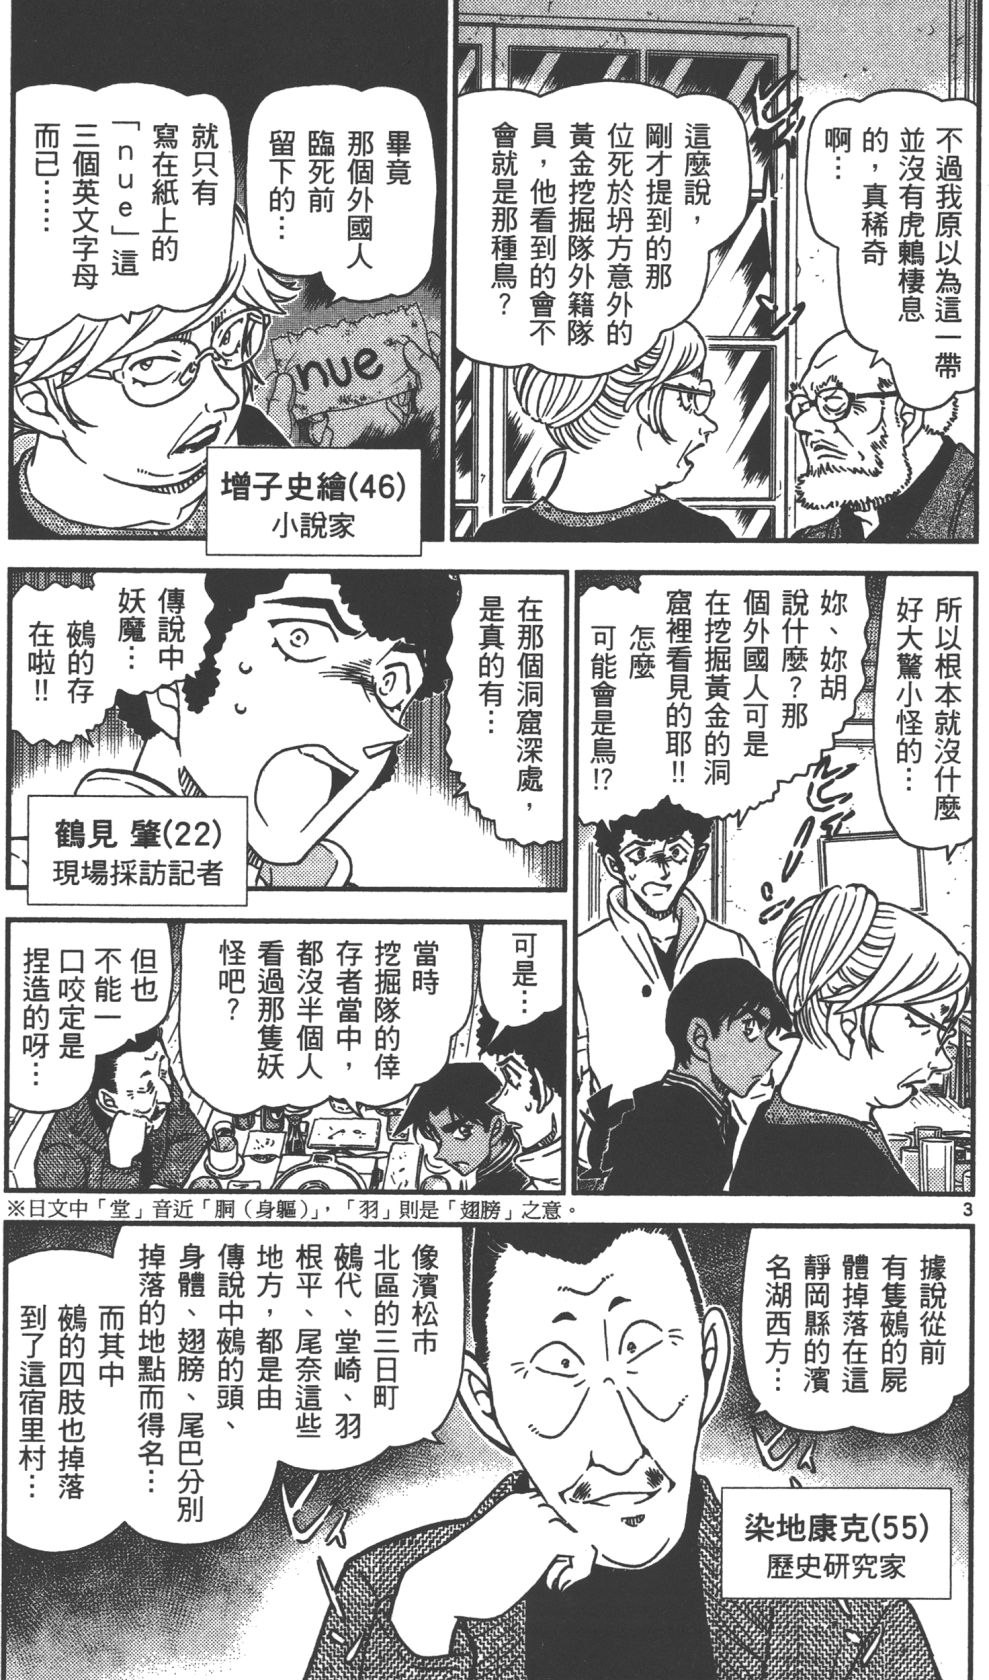 不過我原以為這一帶
並沒有虎鶇棲息
的，真稀奇
啊…
這麼說，
剛才提到的那
位死於坍方意外的
黃金挖掘隊外籍隊
員，他看到的會不
會就是那種鳥？
畢竟
那個外國人
臨死前
留下的…
就只有
寫在紙上的
「nue」這
三個英文字母
而已……
nue
增子史繪(46)
小說家
所以根本就沒什麼
好大驚小怪的…
妳、妳胡
說什麼？那
個外國人可是
在挖掘黃金的洞
窟裡看見的耶!!
怎麼
可能會是鳥!?
在那個洞窟深處，
是真的有…
傳說中
妖魔…
鵺的存
在啦!!
鶴見 肇(22)
現場採訪記者
可是…
當時
挖掘隊的倖
存者當中，
都沒半個人
看過那隻妖
怪吧？
但也
不能一
口咬定是
捏造的呀…
※日文中「堂」音近「胴（身軀）」，「羽」則是「翅膀」之意。
3
據說從前
有隻鵺的屍
體掉落在這
靜岡縣的濱
名湖西方…
像濱松市
北區的三日町
鵺代、堂崎、羽
根平、尾奈這些
地方，都是由
傳說中鵺的頭、
身體、翅膀、尾巴分別
掉落的地點而得名…
而其中
鵺的四肢也掉落
到了這宿里村…
染地康克(55)
歷史研究家